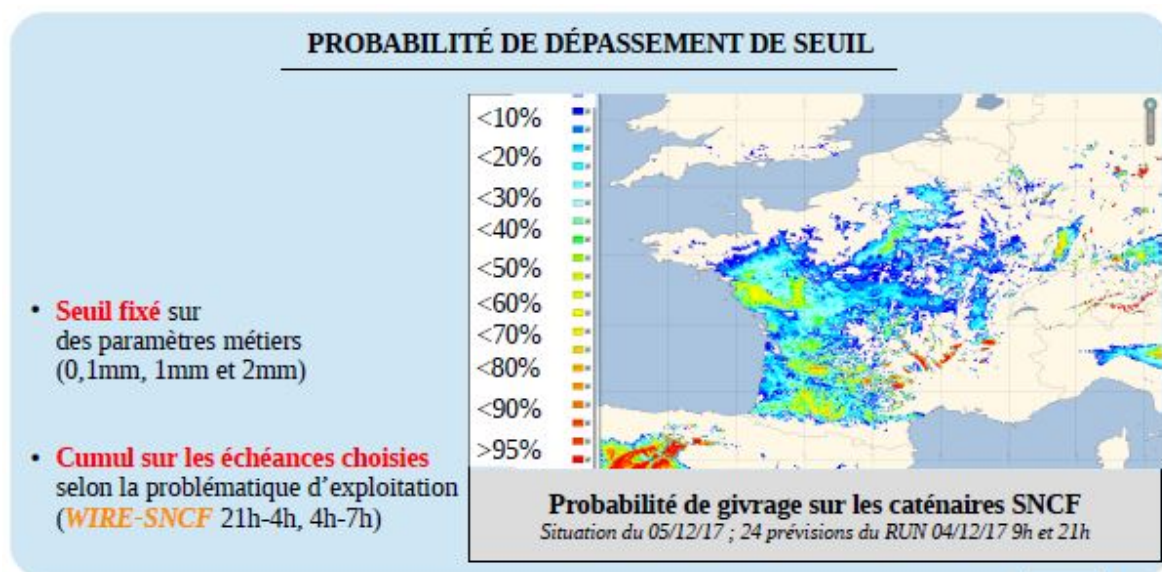 PROBABILITÉ DE DÉPASSEMENT DE SEUIL
<10%
<20%
<30%
<40%
<50%
<60%
<70%
<80%
<90%
>95%
• Seuil fixé sur
des paramètres métiers
(0,1mm, 1mm et 2mm)
• Cumul sur les échéances choisies
selon la problématique d’exploitation
(WIRE-SNCF 21h-4h, 4h-7h)
Probabilité de givrage sur les caténaires SNCF
Situation du 05/12/17 ; 24 prévisions du RUN 04/12/17 9h et 21h